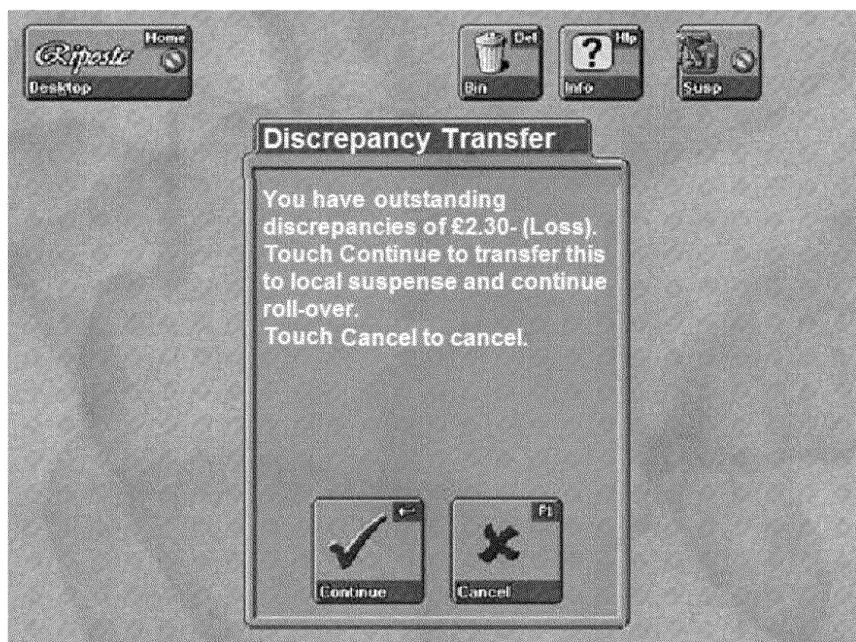 Riposte
Home
Desktop
Del
Bin
Hlp
Info
Susp
Discrepancy Transfer
You have outstanding
discrepancies of £2.30- (Loss).
Touch Continue to transfer this
to local suspense and continue
roll-over.
Touch Cancel to cancel.
Continue
F1
Cancel